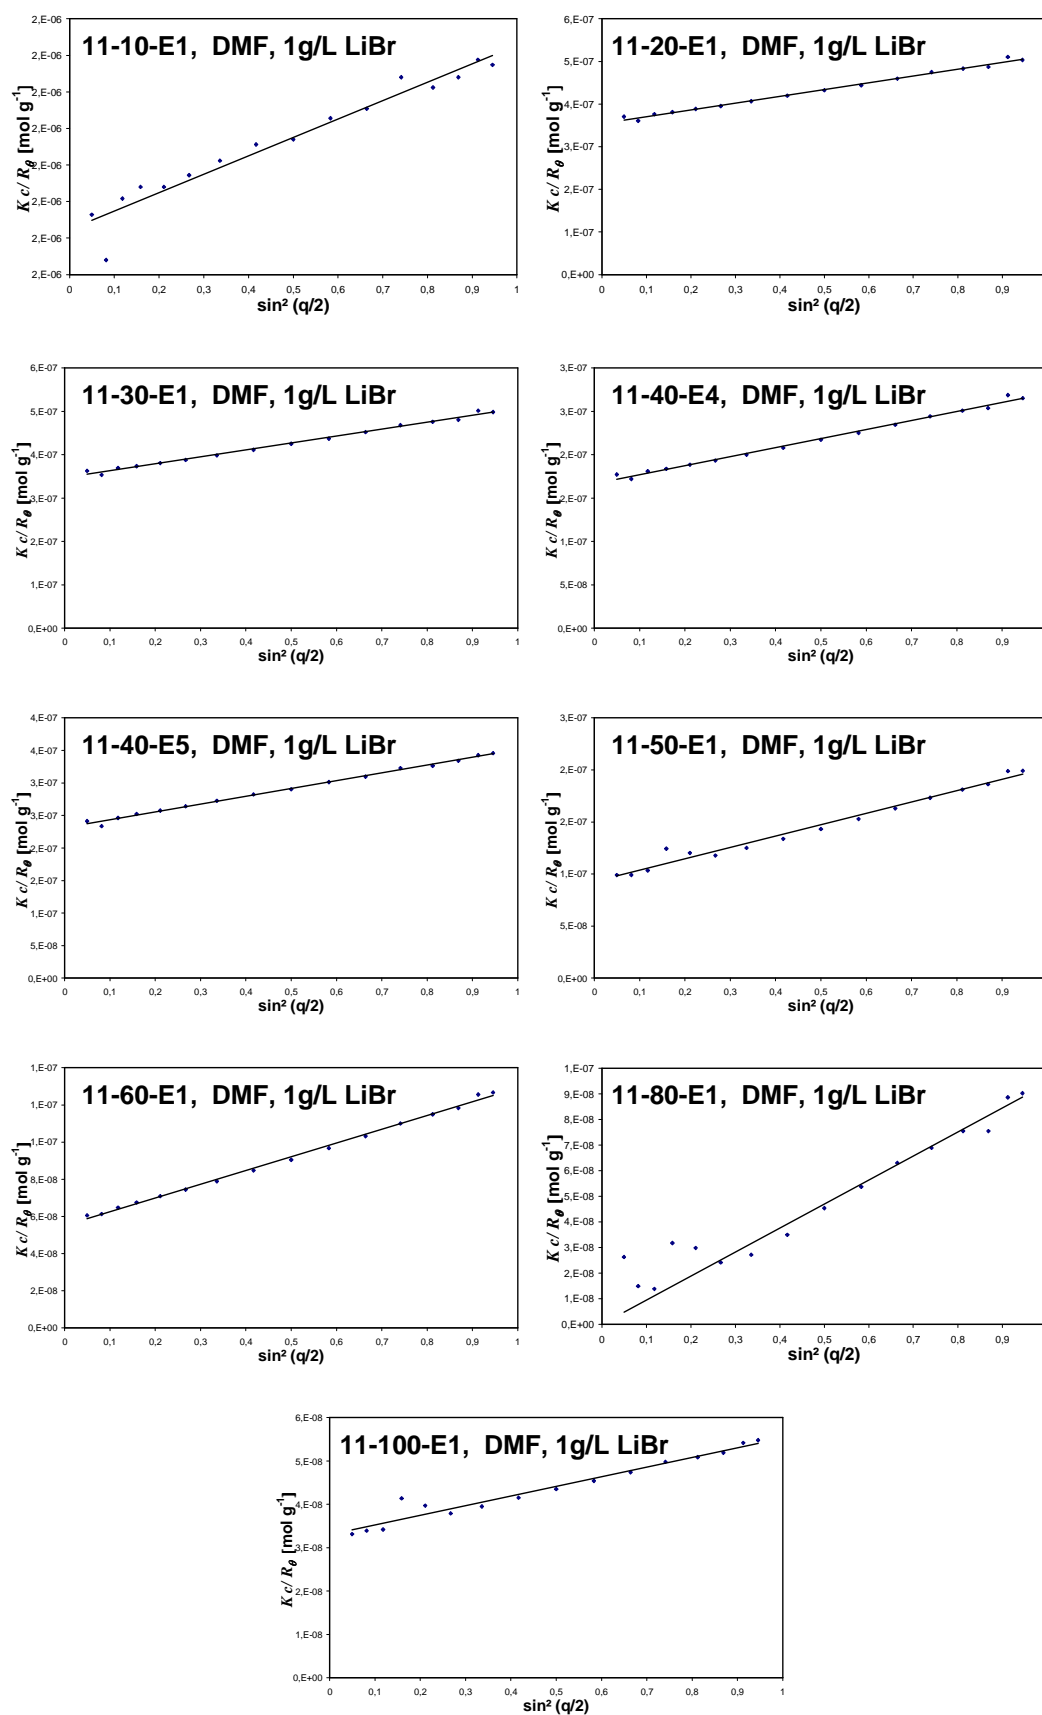 11-10-E1,  DMF, 1g/L LiBr
K c/Rθ [mol g-1]
2,E-06
2,E-06
2,E-06
2,E-06
2,E-06
2,E-06
2,E-06
2,E-06
0 0,1 0,2 0,3 0,4 0,5 0,6 0,7 0,8 0,9 1
sin² (q/2)
11-20-E1,  DMF, 1g/L LiBr
K c/Rθ [mol g-1]
6,E-07
5,E-07
4,E-07
3,E-07
2,E-07
1,E-07
0,E+00
0 0,1 0,2 0,3 0,4 0,5 0,6 0,7 0,8 0,9
sin² (q/2)
11-30-E1,  DMF, 1g/L LiBr
K c/Rθ [mol g-1]
6,E-07
5,E-07
4,E-07
3,E-07
2,E-07
1,E-07
0,E+00
0 0,1 0,2 0,3 0,4 0,5 0,6 0,7 0,8 0,9 1
sin² (q/2)
11-40-E4,  DMF, 1g/L LiBr
K c/Rθ [mol g-1]
3,E-07
3,E-07
2,E-07
2,E-07
1,E-07
5,E-08
0,E+00
0 0,1 0,2 0,3 0,4 0,5 0,6 0,7 0,8 0,9
sin² (q/2)
11-40-E5,  DMF, 1g/L LiBr
K c/Rθ [mol g-1]
4,E-07
4,E-07
3,E-07
3,E-07
2,E-07
2,E-07
1,E-07
5,E-08
0,E+00
0 0,1 0,2 0,3 0,4 0,5 0,6 0,7 0,8 0,9 1
sin² (q/2)
11-50-E1,  DMF, 1g/L LiBr
K c/Rθ [mol g-1]
3,E-07
2,E-07
2,E-07
1,E-07
5,E-08
0,E+00
0 0,1 0,2 0,3 0,4 0,5 0,6 0,7 0,8 0,9
sin² (q/2)
11-60-E1,  DMF, 1g/L LiBr
K c/Rθ [mol g-1]
1,E-07
1,E-07
1,E-07
8,E-08
6,E-08
4,E-08
2,E-08
0,E+00
0 0,1 0,2 0,3 0,4 0,5 0,6 0,7 0,8 0,9 1
sin² (q/2)
11-80-E1,  DMF, 1g/L LiBr
K c/Rθ [mol g-1]
1,E-07
9,E-08
8,E-08
7,E-08
6,E-08
5,E-08
4,E-08
3,E-08
2,E-08
1,E-08
0,E+00
0 0,1 0,2 0,3 0,4 0,5 0,6 0,7 0,8 0,9
sin² (q/2)
11-100-E1,  DMF, 1g/L LiBr
K c/Rθ [mol g-1]
6,E-08
5,E-08
4,E-08
3,E-08
2,E-08
1,E-08
0,E+00
0 0,1 0,2 0,3 0,4 0,5 0,6 0,7 0,8 0,9 1
sin² (q/2)